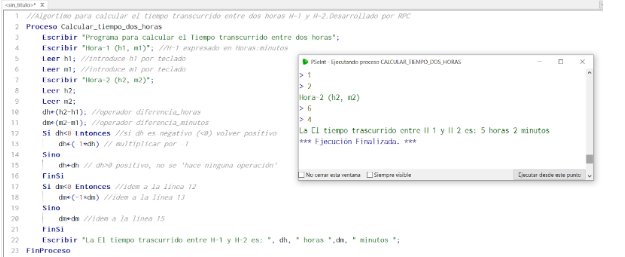 <sin_titulo>* X
1 //Algortimo para calcular el tiempo transcurrido entre dos horas H-1 y H-2.Desarrollado por RPC
2 Proceso Calcular_tiempo_dos_horas
3 Escribir "Programa para calcular el Tiempo transcurrido entre dos horas";
4 Escribir "Hora-1 (h1, m1)"; //H-1 expresado en Horas:minutos
5 Leer h1; //introduce h1 por teclado
6 Leer m1; //introduce m1 por teclado
7 Escribir "Hora-2 (h2, m2)";
8 Leer h2;
9 Leer m2;
10 dh←(h2-h1); //operador diferencia_horas
11 dm←(m2-m1); //operador diferencia_minutos
12 Si dh<0 Entonces //si dh es negativo (<0) volver positivo
13 dh←(-1*dh) // multiplicar por -1
14 Sino
15 dh←dh // dh>0 positivo, no se 'hace ninguna operación'
16 FinSi
17 Si dm<0 Entonces //idem a la línea 12
18 dm←(-1*dm) //idem a la línea 13
19 Sino
20 dm←dm //idem a la línea 15
21 FinSi
22 Escribir "La El tiempo trascurrido entre H-1 y H-2 es: ", dh, " horas ",dm, " minutos ";
23 FinProceso
PSeInt - Ejecutando proceso CALCULAR_TIEMPO_DOS_HORAS
> 1
> 2
Hora-2 (h2, m2)
> 6
> 4
La El tiempo trascurrido entre H-1 y H-2 es: 5 horas 2 minutos
*** Ejecución Finalizada. ***
No cerrar esta ventana Siempre visible Ejecutar desde este punto